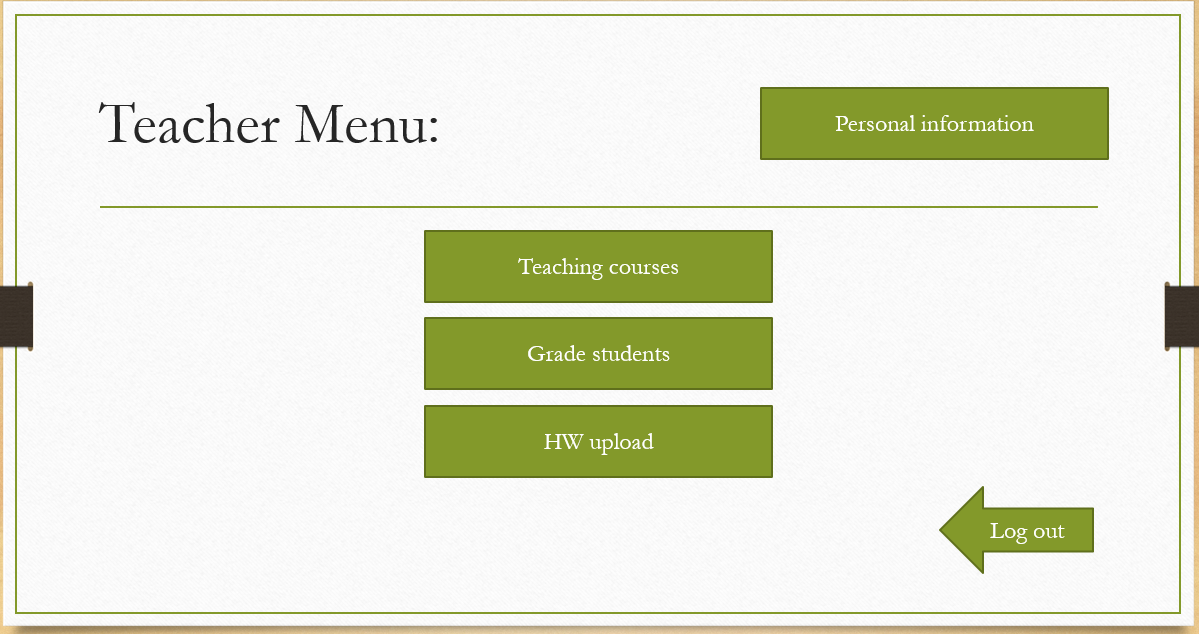 Teacher Menu:
Personal information
Teaching courses
Grade students
HW upload
Log out